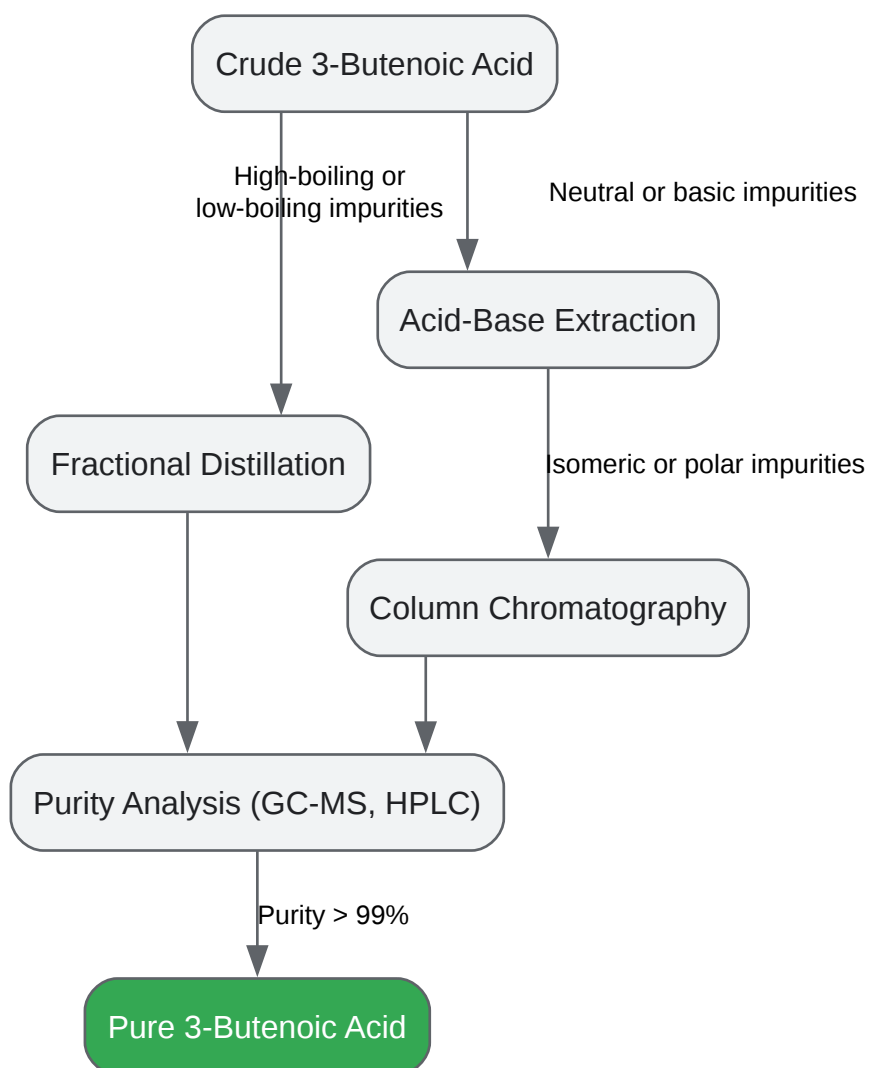 Crude 3-Butenoic Acid
High-boiling or
low-boiling impurities
Neutral or basic impurities
Acid-Base Extraction
Fractional Distillation
Isomeric or polar impurities
Column Chromatography
Purity Analysis (GC-MS, HPLC)
Purity > 99%
Pure 3-Butenoic Acid